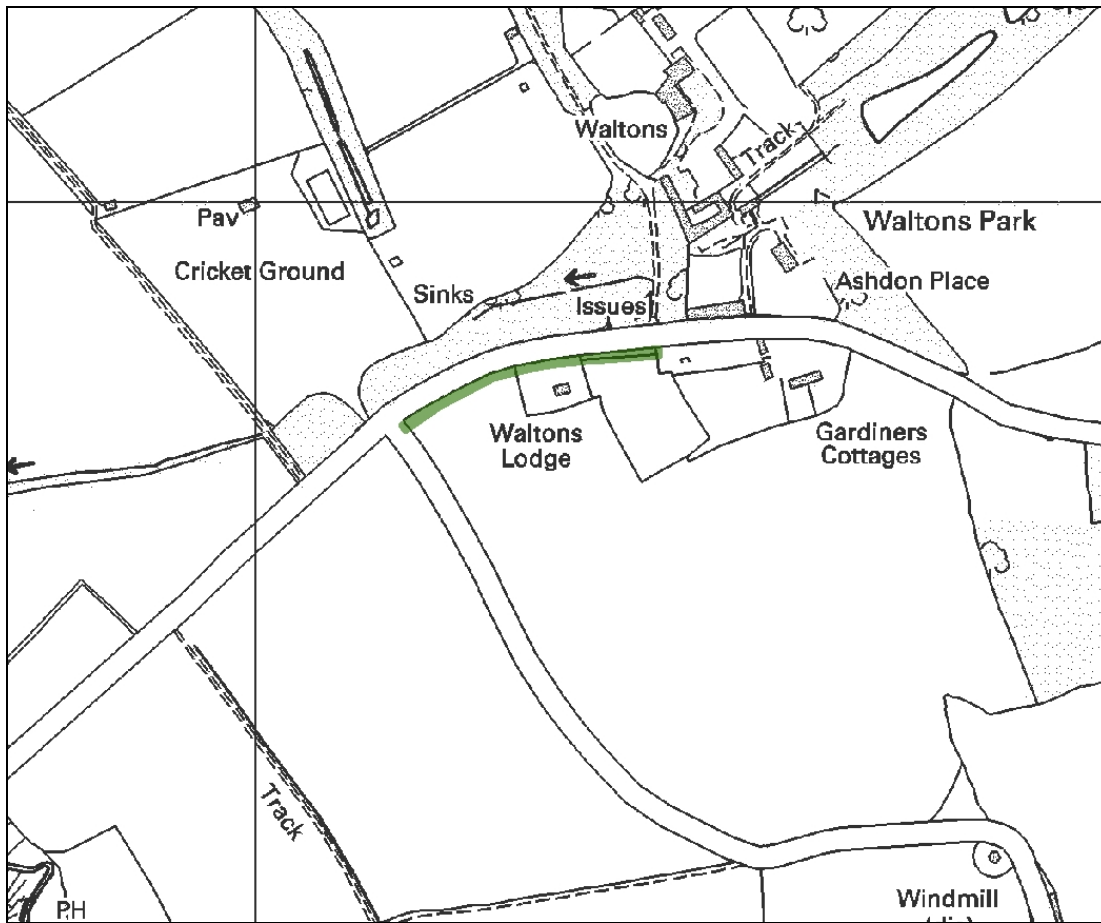 Waltons
Track
Pav
Waltons Park
Cricket Ground
Sinks
Issues
Ashdon Place
Waltons
Lodge
Gardiners
Cottages
Track
PH
Windmill